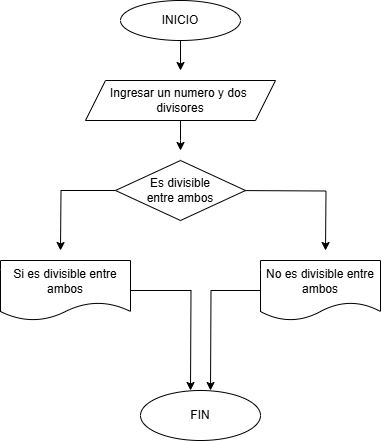 INICIO
Ingresar un numero y dos
divisores
Es divisible
entre ambos
Si es divisible entre
ambos
No es divisible entre
ambos
FIN